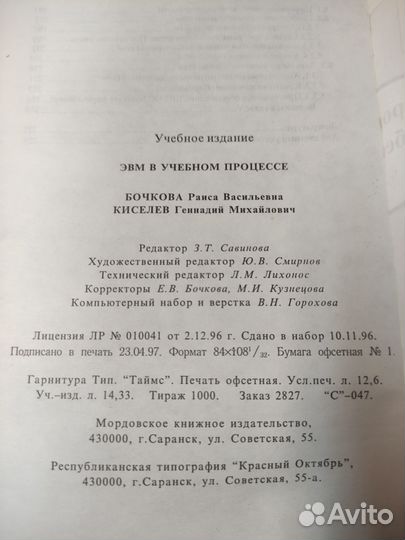 Учебное издание
ЭВМ В УЧЕБНОМ ПРОЦЕССЕ
БОЧКОВА Раиса Васильевна
КИСЕЛЕВ Геннадий Михайлович
Редактор З.Т. Савинова
Художественный редактор Ю.В. Смирнов
Технический редактор Л.М. Лихонос
Корректоры Е.В. Бочкова, М.И. Кузнецова
Компьютерный набор и верстка В.Н. Горохова
Лицензия ЛР № 010041 от 2.12.96 г. Сдано в набор 10.11.96.
Подписано в печать 23.04.97. Формат 84×108¹/₃₂. Бумага офсетная № 1.
Гарнитура Тип. "Таймс". Печать офсетная. Усл.печ. л. 12,6.
Уч.-изд. л. 14,33. Тираж 1000. Заказ 2827. "С"-047.
Мордовское книжное издательство,
430000, г.Саранск, ул. Советская, 55.
Республиканская типография "Красный Октябрь",
430000, г.Саранск, ул. Советская, 55-а.
Avito